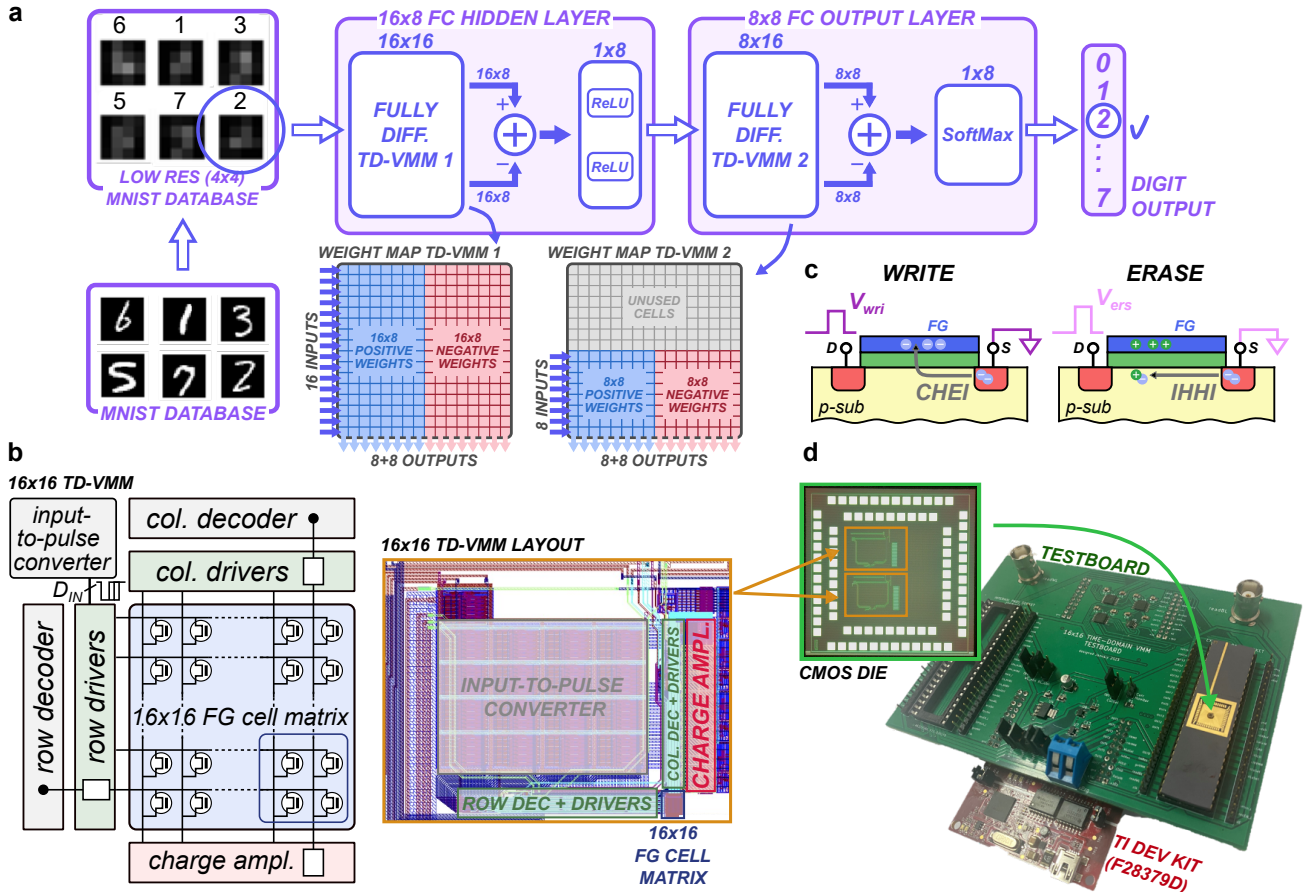 a
6 1 3
5 7 2
LOW RES (4x4)
MNIST DATABASE
MNIST DATABASE
16x8 FC HIDDEN LAYER
16x16
FULLY
DIFF.
TD-VMM 1
16x8
+
−
16x8
1x8
ReLU
ReLU
8x8 FC OUTPUT LAYER
8x16
FULLY
DIFF.
TD-VMM 2
8x8
+
−
8x8
1x8
SoftMax
0
1
2
7
DIGIT
OUTPUT
WEIGHT MAP TD-VMM 1
16 INPUTS
16x8
POSITIVE
WEIGHTS
16x8
NEGATIVE
WEIGHTS
8+8 OUTPUTS
WEIGHT MAP TD-VMM 2
UNUSED
CELLS
8 INPUTS
8x8
POSITIVE
WEIGHTS
8x8
NEGATIVE
WEIGHTS
8+8 OUTPUTS
c
WRITE
Vwri
FG
D
S
CHEI
p-sub
ERASE
Vers
FG
D
S
IHHI
p-sub
b
16x16 TD-VMM
input-
to-pulse
converter
DIN
col. decoder
col. drivers
row decoder
row drivers
16x16 FG cell matrix
charge ampl.
16x16 TD-VMM LAYOUT
INPUT-TO-PULSE
CONVERTER
COL. DEC + DRIVERS
CHARGE AMPL.
ROW DEC + DRIVERS
16x16
FG CELL
MATRIX
d
CMOS DIE
TESTBOARD
16x16 TIME-DOMAIN VMM
TESTBOARD
TI DEV KIT
(F28379D)